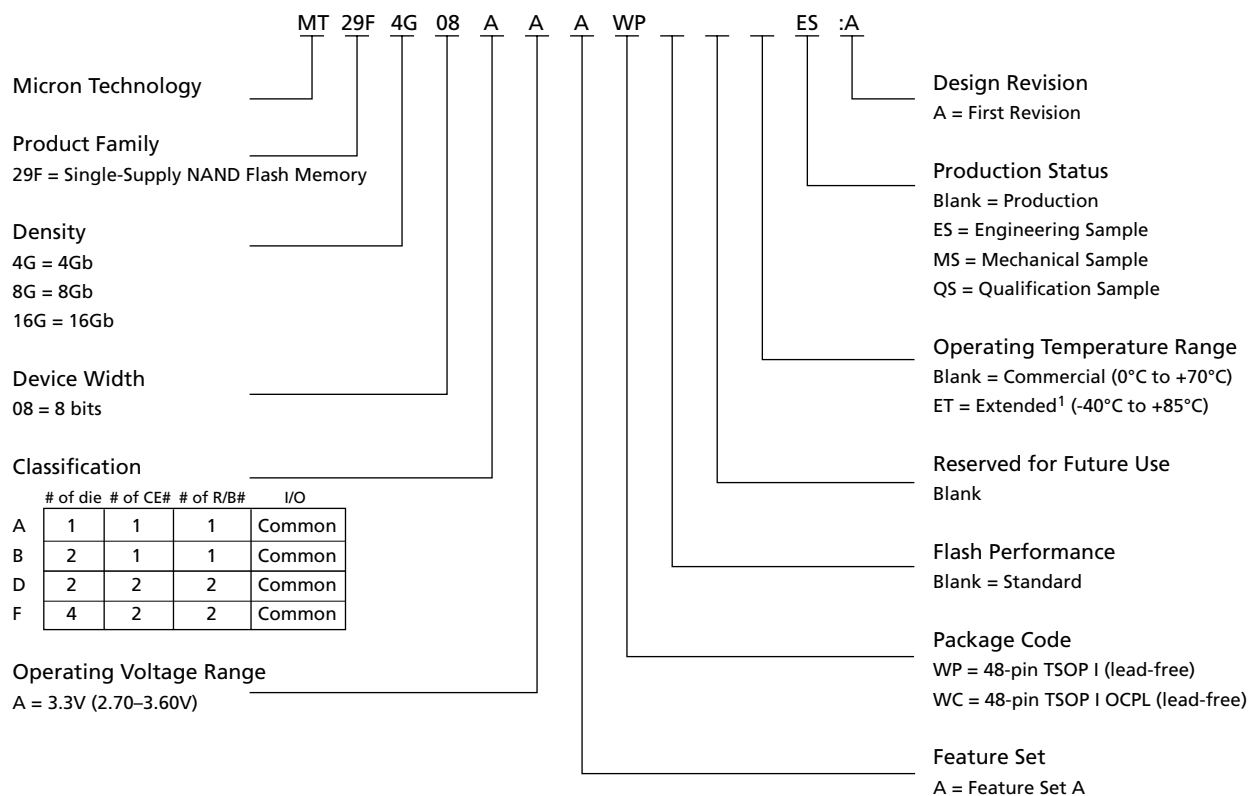 MT 29F 4G 08 A A A WP ES :A
Micron Technology
Product Family
29F = Single-Supply NAND Flash Memory
Density
4G = 4Gb
8G = 8Gb
16G = 16Gb
Device Width
08 = 8 bits
Classification
# of die # of CE# # of R/B# I/O
A 1 1 1 Common
B 2 1 1 Common
D 2 2 2 Common
F 4 2 2 Common
Operating Voltage Range
A = 3.3V (2.70–3.60V)
Design Revision
A = First Revision
Production Status
Blank = Production
ES = Engineering Sample
MS = Mechanical Sample
QS = Qualification Sample
Operating Temperature Range
Blank = Commercial (0°C to +70°C)
ET = Extended¹ (-40°C to +85°C)
Reserved for Future Use
Blank
Flash Performance
Blank = Standard
Package Code
WP = 48-pin TSOP I (lead-free)
WC = 48-pin TSOP I OCPL (lead-free)
Feature Set
A = Feature Set A